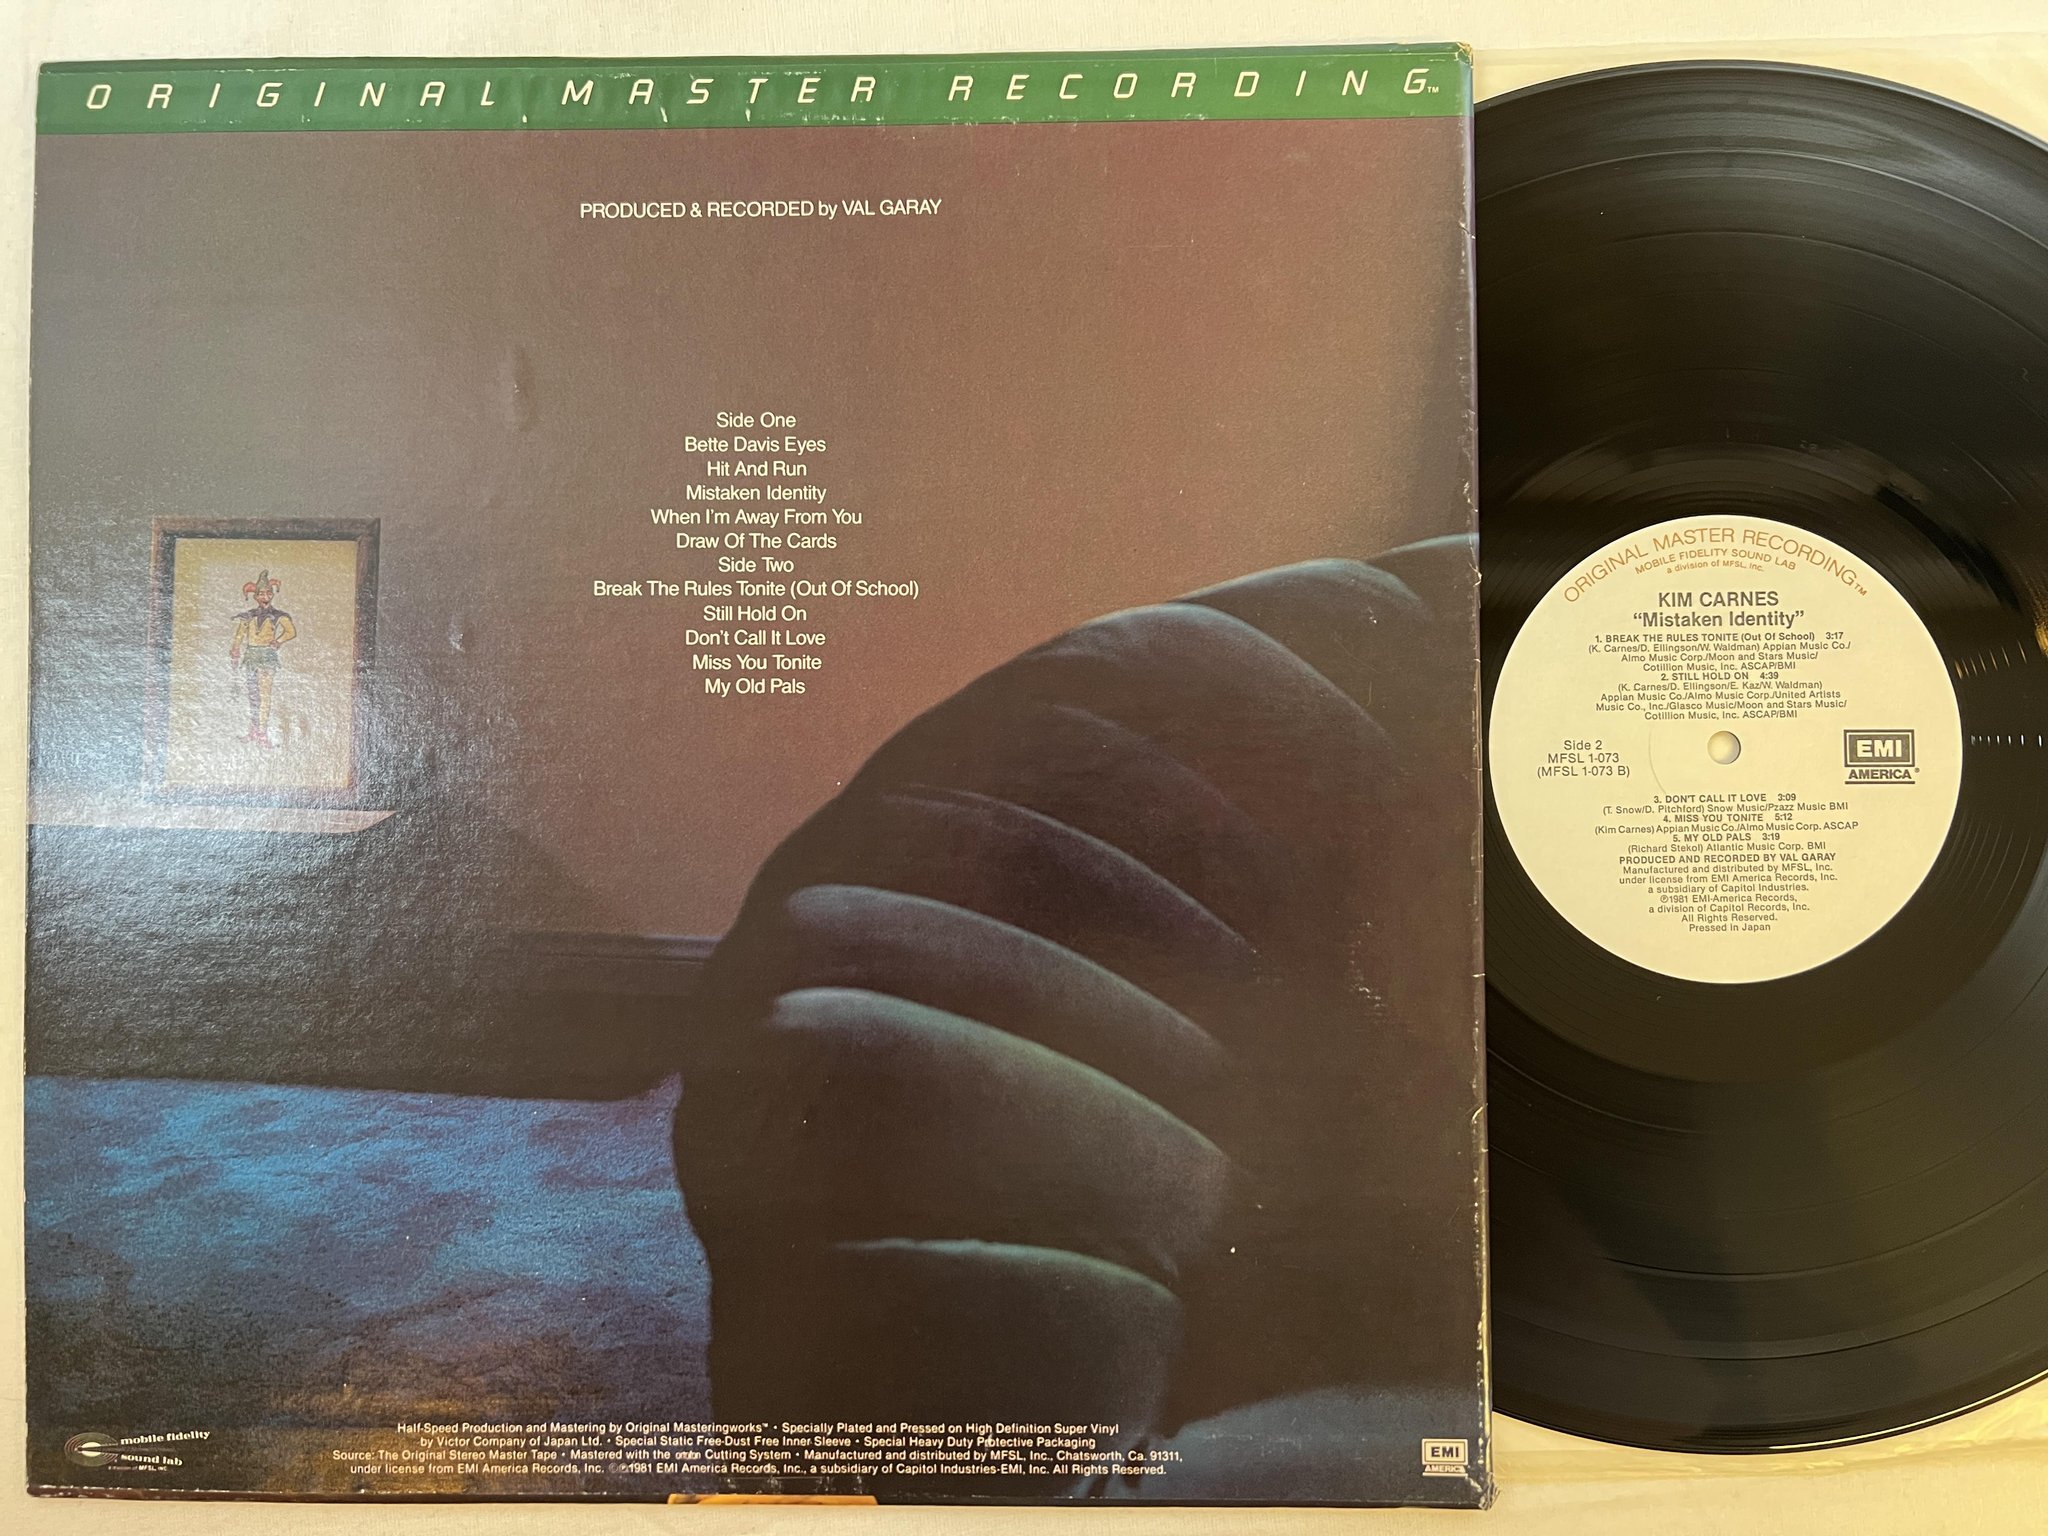 ORIGINAL MASTER RECORDING™
PRODUCED & RECORDED by VAL GARAY
Side One
Bette Davis Eyes
Hit And Run
Mistaken Identity
When I'm Away From You
Draw Of The Cards
Side Two
Break The Rules Tonite (Out Of School)
Still Hold On
Don't Call It Love
Miss You Tonite
My Old Pals
mobile fidelity
sound lab
a division of MFSL, INC.
Half-Speed Production and Mastering by Original Masteringworks™ • Specially Plated and Pressed on High Definition Super Vinyl
by Victor Company of Japan Ltd. • Special Static Free-Dust Free Inner Sleeve • Special Heavy Duty Protective Packaging
Source: The Original Stereo Master Tape • Mastered with the Cutting System • Manufactured and distributed by MFSL, Inc., Chatsworth, Ca. 91311,
under license from EMI America Records, Inc. ©℗1981 EMI America Records, Inc., a subsidiary of Capitol Industries-EMI, Inc. All Rights Reserved.
EMI
AMERICA
ORIGINAL MASTER RECORDING™
MOBILE FIDELITY SOUND LAB
a division of MFSL, Inc.
KIM CARNES
“Mistaken Identity”
1. BREAK THE RULES TONITE (Out Of School) 3:17
(K. Carnes/D. Ellingson/W. Waldman) Appian Music Co./
Almo Music Corp./Moon and Stars Music/
Cotillion Music, Inc. ASCAP/BMI
2. STILL HOLD ON 4:39
(K. Carnes/D. Ellingson/E. Kaz/W. Waldman)
Appian Music Co./Almo Music Corp./United Artists
Music Co., Inc./Glasco Music/Moon and Stars Music/
Cotillion Music, Inc. ASCAP/BMI
Side 2
MFSL 1-073
(MFSL 1-073 B)
EMI
AMERICA®
3. DON'T CALL IT LOVE 3:09
(T. Snow/D. Pitchford) Snow Music/Pzazz Music BMI
4. MISS YOU TONITE 5:12
(Kim Carnes) Appian Music Co./Almo Music Corp. ASCAP
5. MY OLD PALS 3:19
(Richard Stekol) Atlantic Music Corp. BMI
PRODUCED AND RECORDED BY VAL GARAY
Manufactured and distributed by MFSL, Inc.
under license from EMI America Records, Inc.
a subsidiary of Capitol Industries.
℗1981 EMI-America Records,
a division of Capitol Records, Inc.
All Rights Reserved.
Pressed in Japan